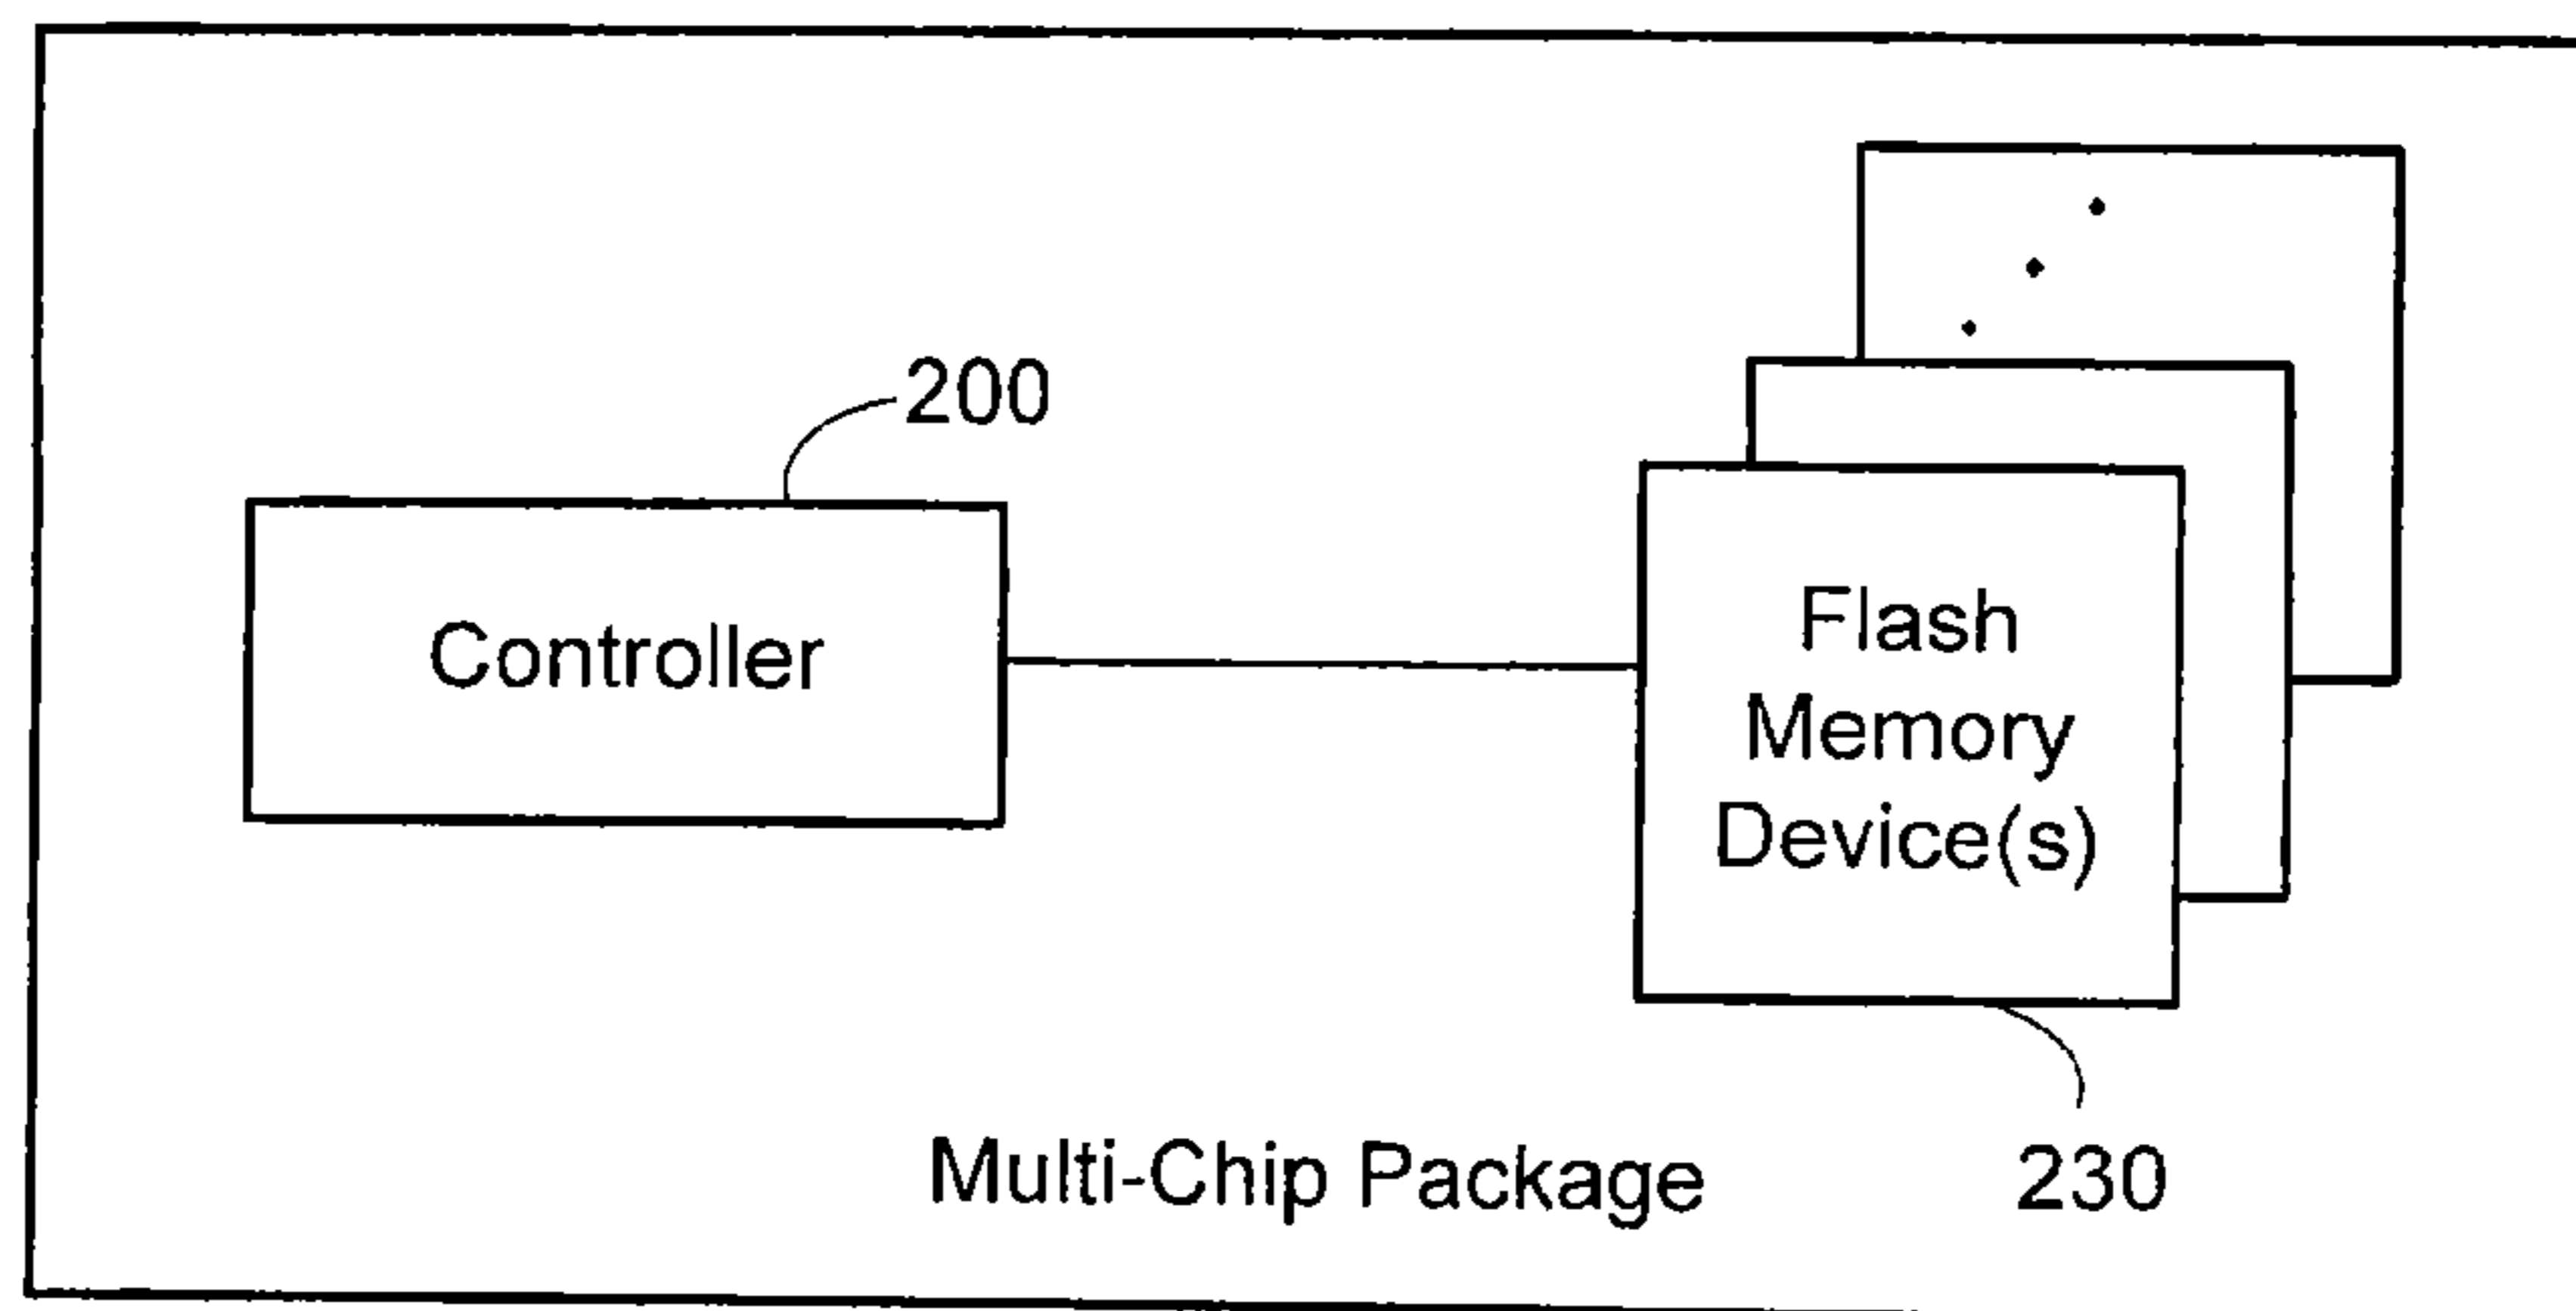 200
Controller
Flash
Memory
Device(s)
Multi-Chip Package
230